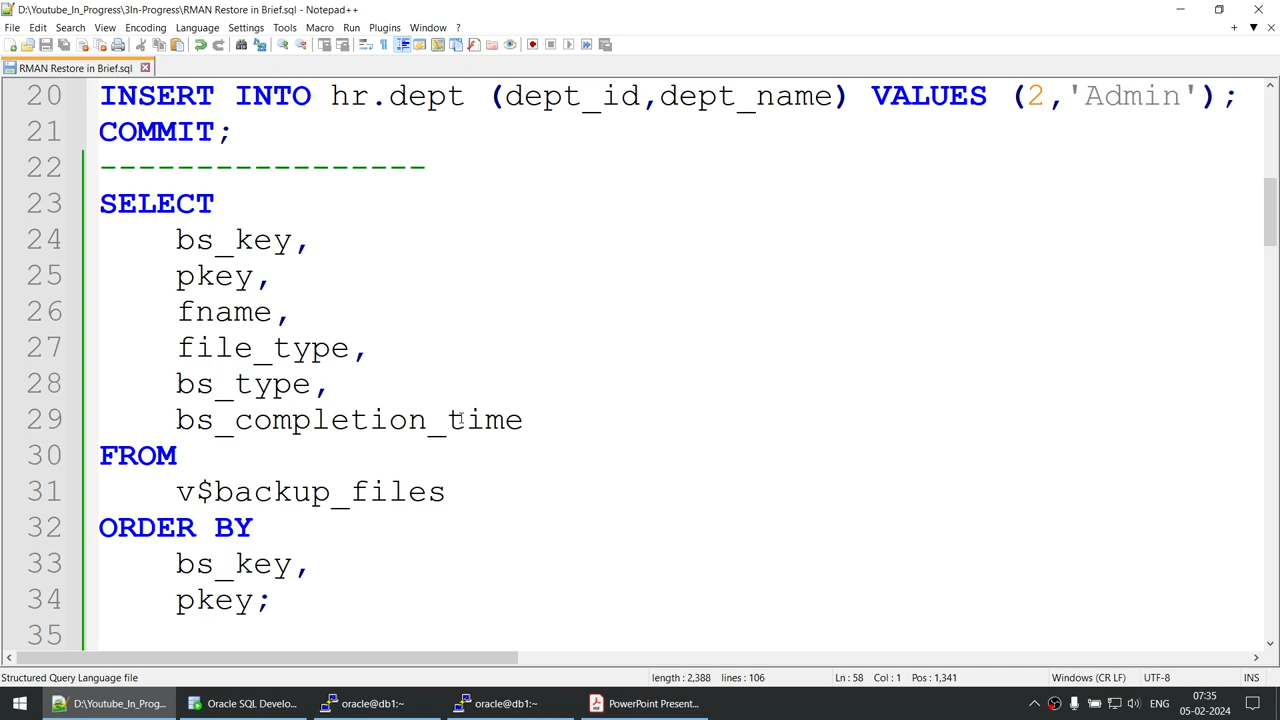 D:\Youtube_In_Progress\3In-Progress\RMAN Restore in Brief.sql - Notepad++
File Edit Search View Encoding Language Settings Tools Macro Run Plugins Window ?
RMAN Restore in Brief.sql
20 INSERT INTO hr.dept (dept_id,dept_name) VALUES (2,'Admin');
21 COMMIT;
22 -----------------
23 SELECT
24 bs_key,
25 pkey,
26 fname,
27 file_type,
28 bs_type,
29 bs_completion_time
30 FROM
31 v$backup_files
32 ORDER BY
33 bs_key,
34 pkey;
35
Structured Query Language file length : 2,388 lines : 106 Ln : 58 Col : 1 Pos : 1,341 Windows (CR LF) UTF-8 INS
D:\Youtube_In_Prog... Oracle SQL Develo... oracle@db1:~ oracle@db1:~ PowerPoint Present... ENG 07:35
05-02-2024